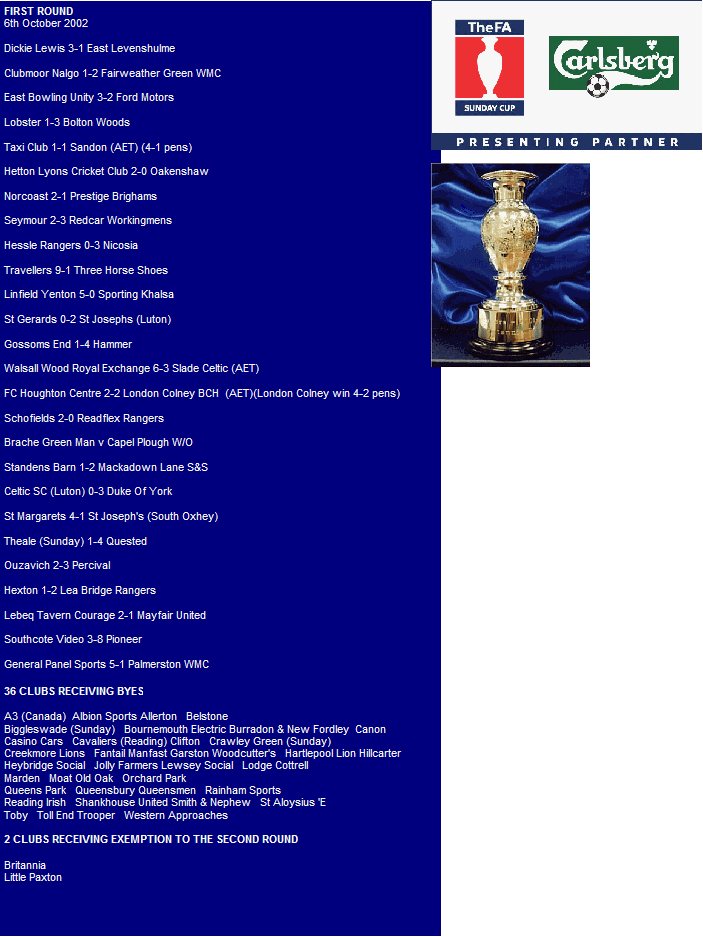 FIRST ROUND
6th October 2002
Dickie Lewis 3-1 East Levenshulme
Clubmoor Nalgo 1-2 Fairweather Green WMC
East Bowling Unity 3-2 Ford Motors
Lobster 1-3 Bolton Woods
Taxi Club 1-1 Sandon (AET) (4-1 pens)
Hetton Lyons Cricket Club 2-0 Oakenshaw
Norcoast 2-1 Prestige Brighams
Seymour 2-3 Redcar Workingmens
Hessle Rangers 0-3 Nicosia
Travellers 9-1 Three Horse Shoes
Linfield Yenton 5-0 Sporting Khalsa
St Gerards 0-2 St Josephs (Luton)
Gossoms End 1-4 Hammer
Walsall Wood Royal Exchange 6-3 Slade Celtic (AET)
FC Houghton Centre 2-2 London Colney BCH (AET)(London Colney win 4-2 pens)
Schofields 2-0 Readflex Rangers
Brache Green Man v Capel Plough W/O
Standens Barn 1-2 Mackadown Lane S&S
Celtic SC (Luton) 0-3 Duke Of York
St Margarets 4-1 St Joseph's (South Oxhey)
Theale (Sunday) 1-4 Quested
Ouzavich 2-3 Percival
Hexton 1-2 Lea Bridge Rangers
Lebeq Tavern Courage 2-1 Mayfair United
Southcote Video 3-8 Pioneer
General Panel Sports 5-1 Palmerston WMC
36 CLUBS RECEIVING BYES
A3 (Canada) Albion Sports Allerton Belstone
Biggleswade (Sunday) Bournemouth Electric Burradon & New Fordley Canon
Casino Cars Cavaliers (Reading) Clifton Crawley Green (Sunday)
Creekmore Lions Fantail Manfast Garston Woodcutter's Hartlepool Lion Hillcarter
Heybridge Social Jolly Farmers Lewsey Social Lodge Cottrell
Marden Moat Old Oak Orchard Park
Queens Park Queensbury Queensmen Rainham Sports
Reading Irish Shankhouse United Smith & Nephew St Aloysius 'E
Toby Toll End Trooper Western Approaches
2 CLUBS RECEIVING EXEMPTION TO THE SECOND ROUND
Britannia
Little Paxton
The FA
SUNDAY CUP
Carlsberg
PRESENTING PARTNER